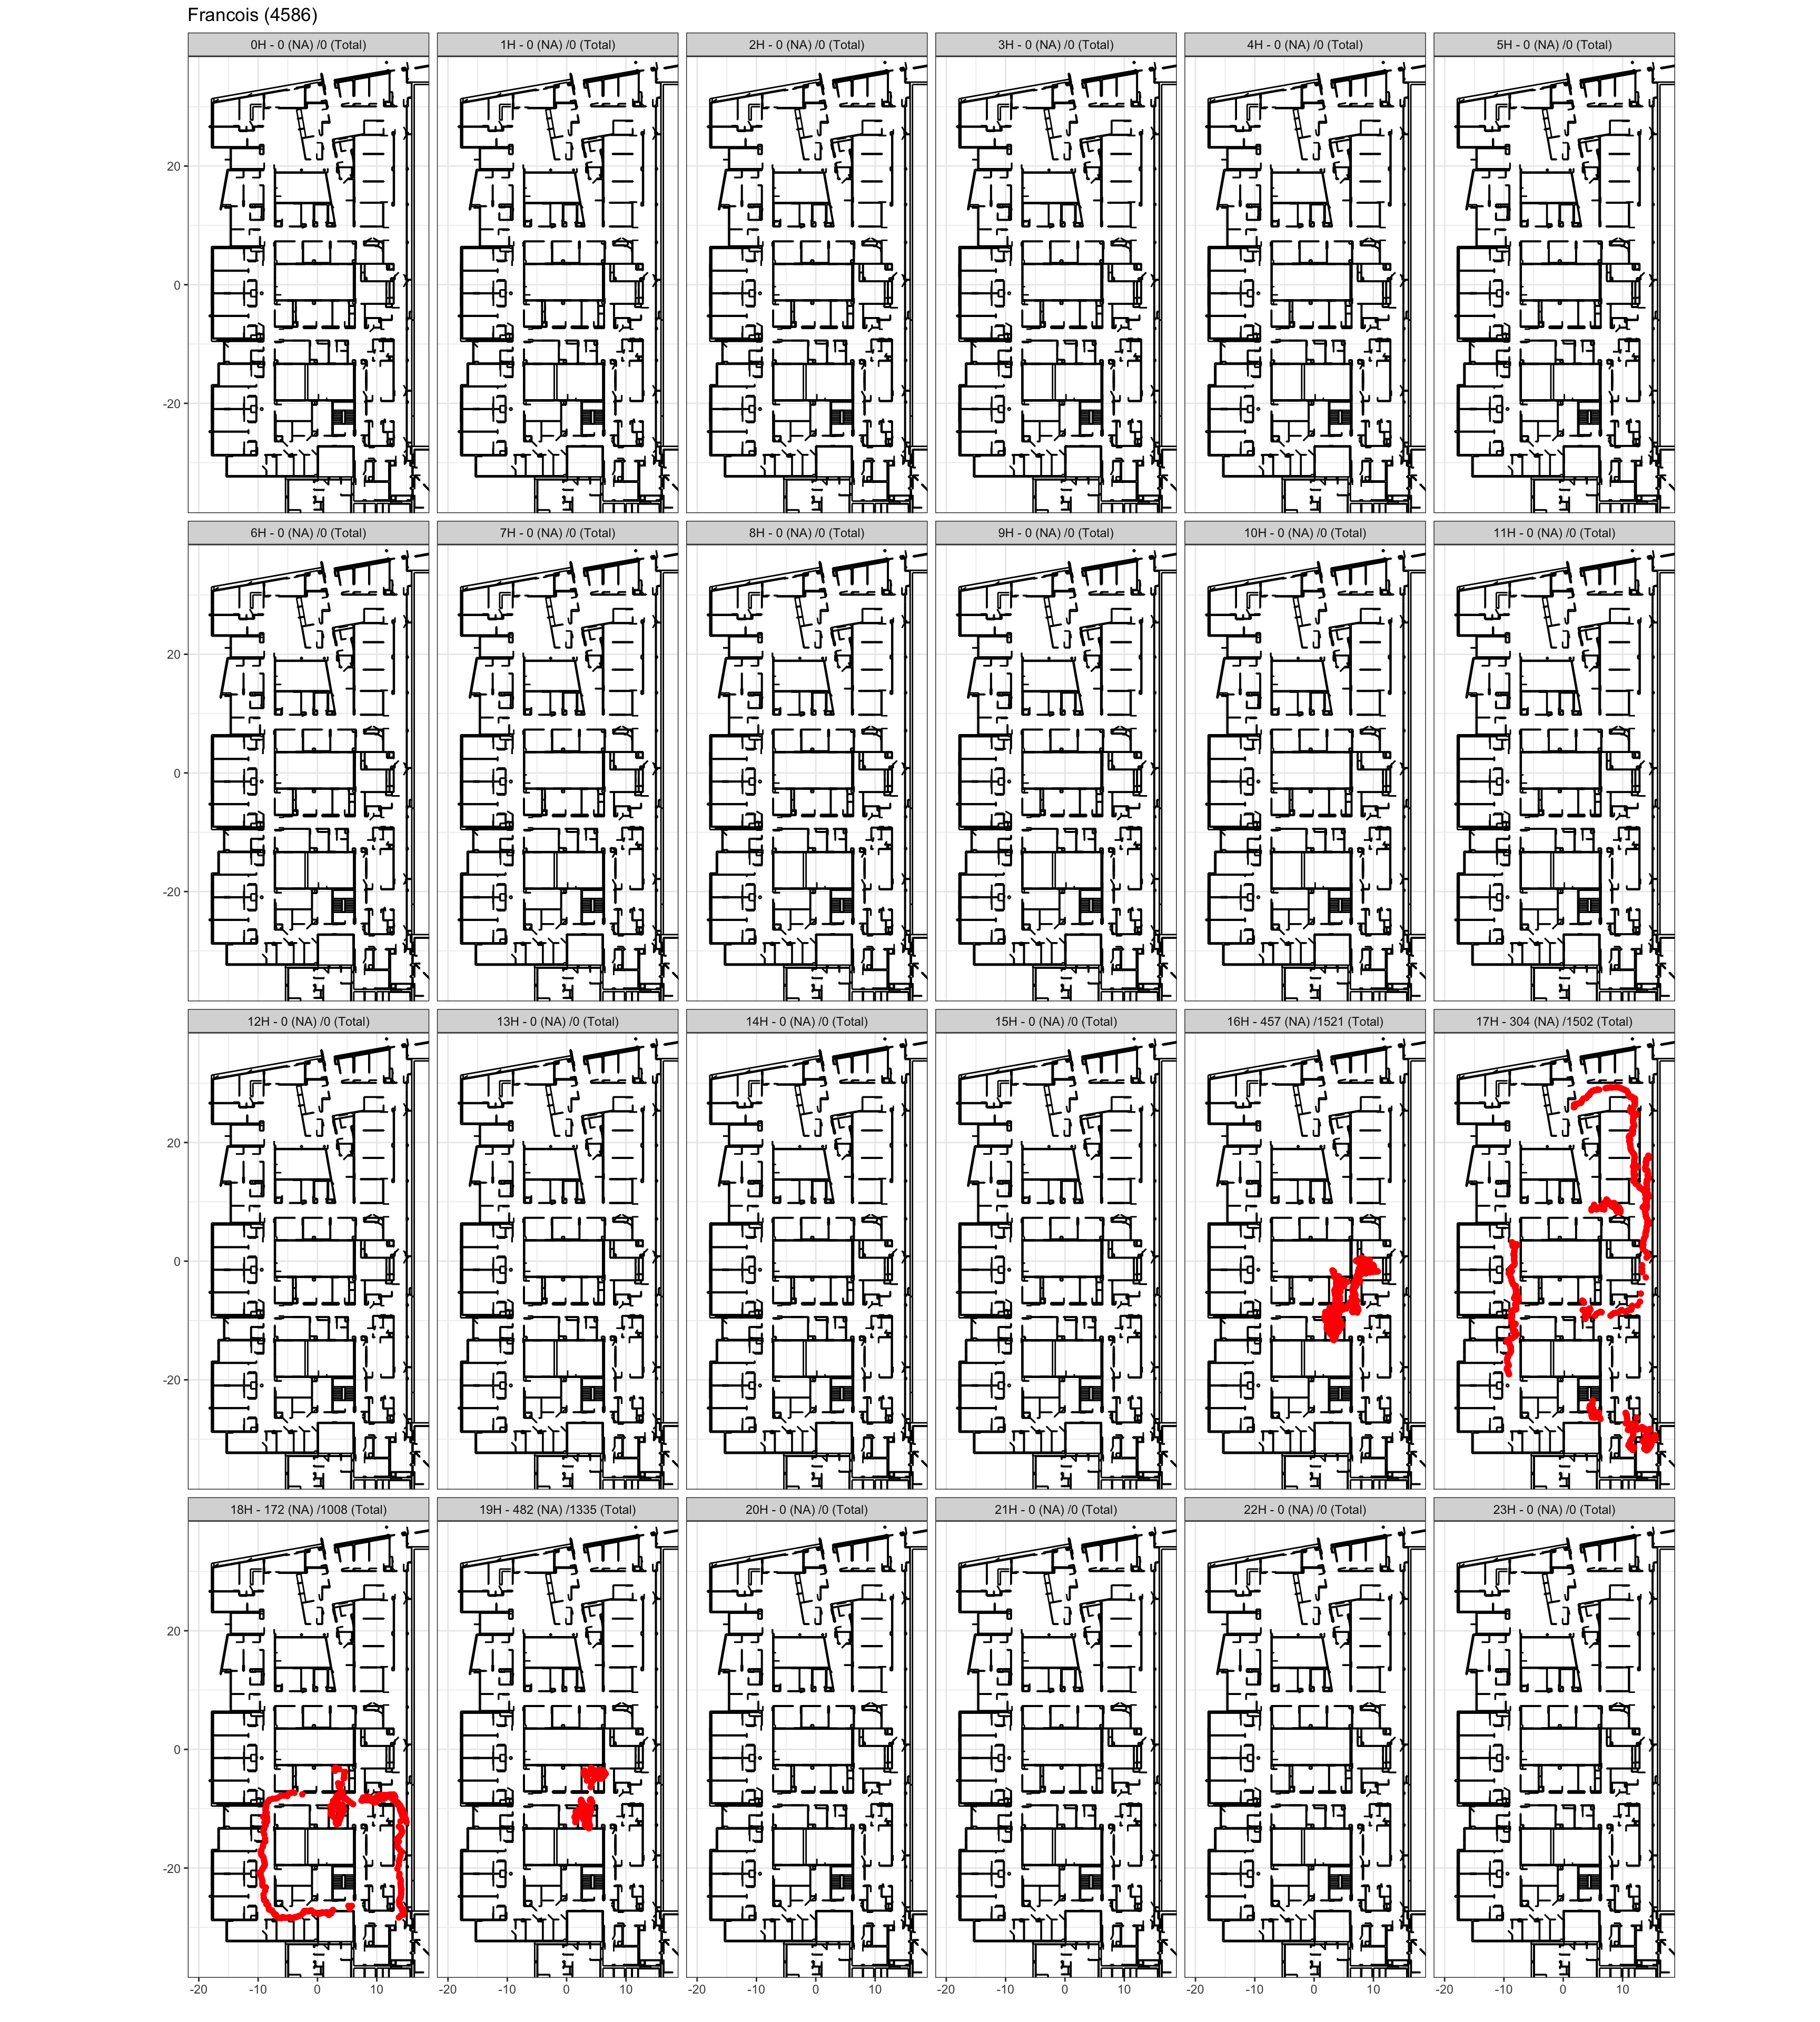 Francois (4586)
0H - 0 (NA) /0 (Total) 1H - 0 (NA) /0 (Total) 2H - 0 (NA) /0 (Total) 3H - 0 (NA) /0 (Total) 4H - 0 (NA) /0 (Total) 5H - 0 (NA) /0 (Total)
20
0
-20
6H - 0 (NA) /0 (Total) 7H - 0 (NA) /0 (Total) 8H - 0 (NA) /0 (Total) 9H - 0 (NA) /0 (Total) 10H - 0 (NA) /0 (Total) 11H - 0 (NA) /0 (Total)
20
0
-20
12H - 0 (NA) /0 (Total) 13H - 0 (NA) /0 (Total) 14H - 0 (NA) /0 (Total) 15H - 0 (NA) /0 (Total) 16H - 457 (NA) /1521 (Total) 17H - 304 (NA) /1502 (Total)
20
0
-20
18H - 172 (NA) /1008 (Total) 19H - 482 (NA) /1335 (Total) 20H - 0 (NA) /0 (Total) 21H - 0 (NA) /0 (Total) 22H - 0 (NA) /0 (Total) 23H - 0 (NA) /0 (Total)
20
0
-20
-20 -10 0 10 -20 -10 0 10 -20 -10 0 10 -20 -10 0 10 -20 -10 0 10 -20 -10 0 10